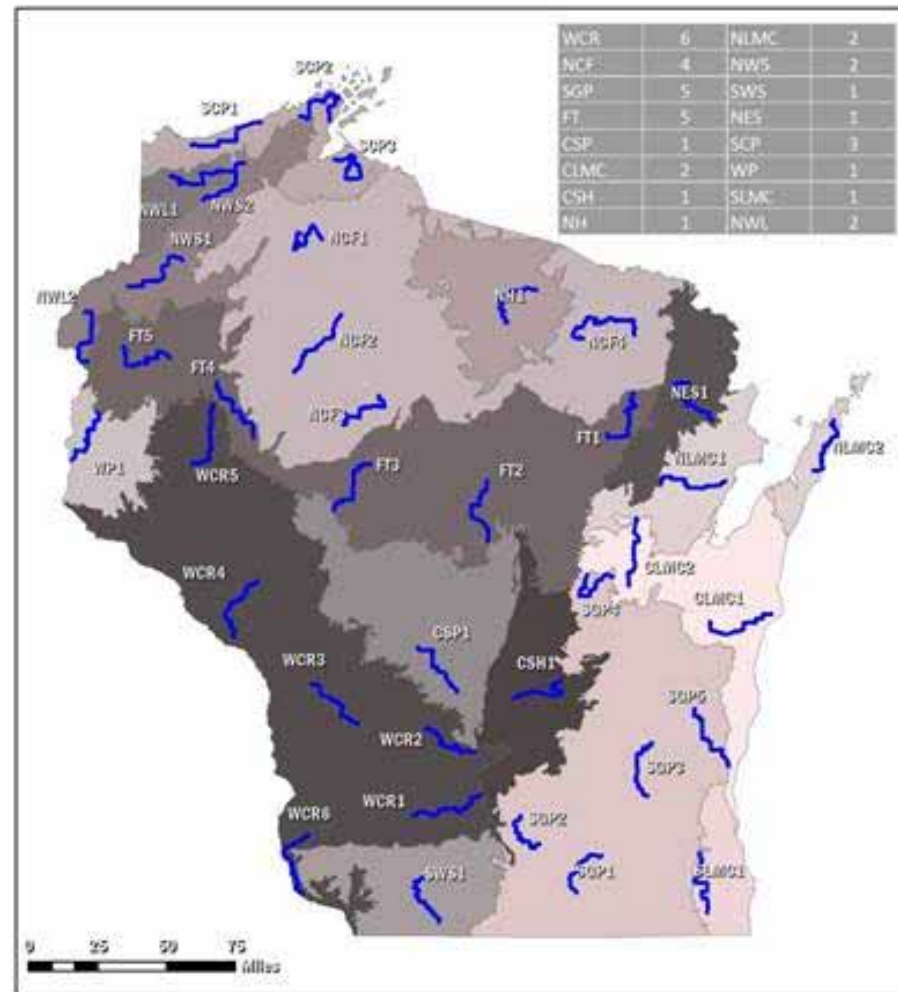 WCR 6 NLMC 2
NCF 4 NWS 2
SGP 5 SWS 1
FT 5 NES 1
CSP 1 SCP 3
CLMC 2 WP 1
CSH 1 SLMC 1
NH 1 NWL 2
SCP2
SCP1
SCP3
NWL1
NWS2
NWS1
NCF1
NWL2
NH1
FT5
NCF2
NCF4
FT4
NES1
NCF3
FT1
WP1
WCR5
FT3
FT2
NLMC1
NLMC2
WCR4
CLMC2
SGP4
CLMC1
CSP1
WCR3
CSH1
SGP5
WCR2
SGP3
WCR1
WCR6
SGP2
SWS1
SGP1
SLMC1
0 25 50 75
Miles